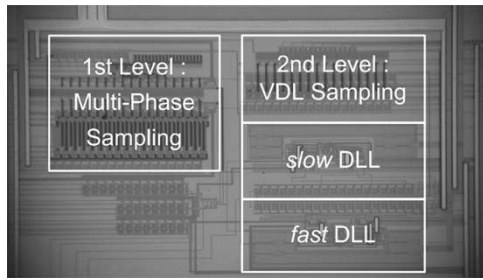 1st Level :
Multi-Phase
Sampling
2nd Level :
VDL Sampling
slow DLL
fast DLL